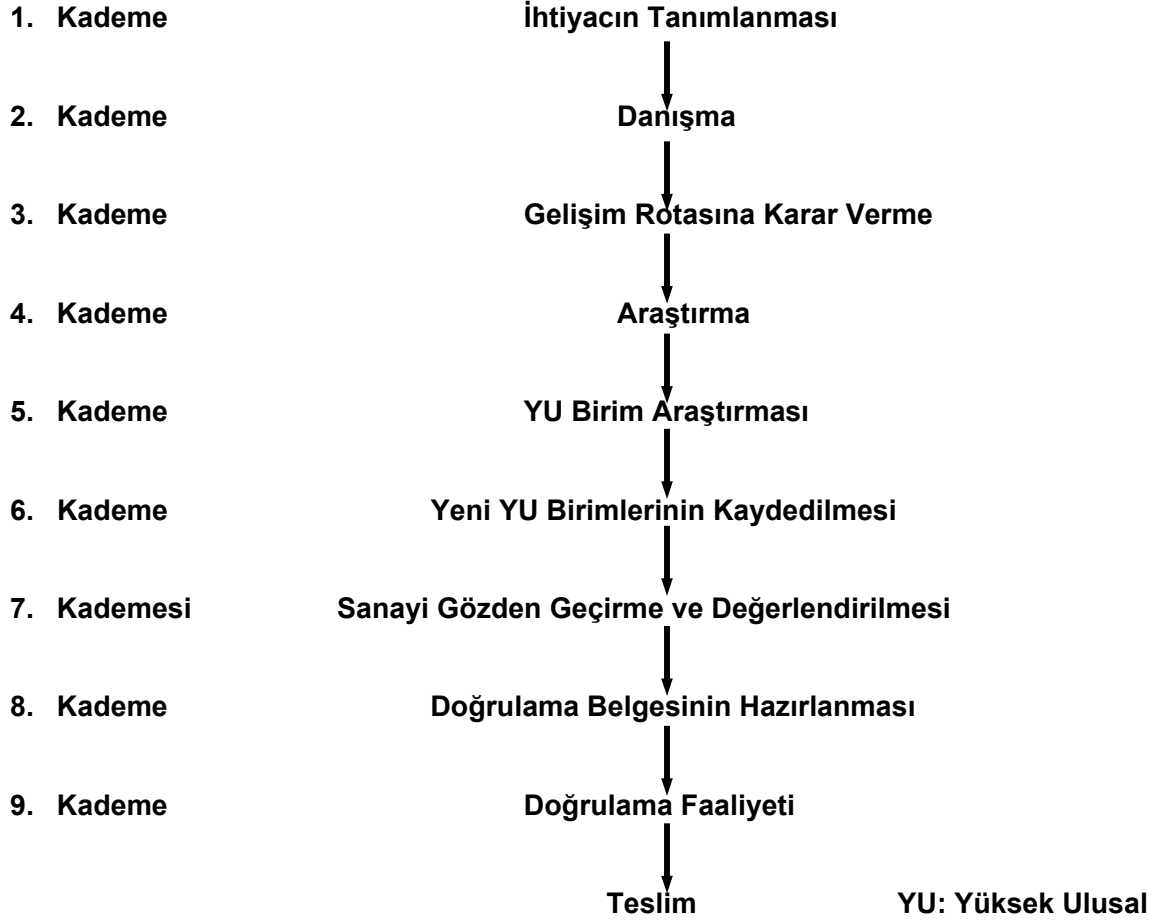 1. Kademe İhtiyacın Tanımlanması
2. Kademe Danışma
3. Kademe Gelişim Rotasına Karar Verme
4. Kademe Araştırma
5. Kademe YU Birim Araştırması
6. Kademe Yeni YU Birimlerinin Kaydedilmesi
7. Kademesi Sanayi Gözden Geçirme ve Değerlendirilmesi
8. Kademe Doğrulama Belgesinin Hazırlanması
9. Kademe Doğrulama Faaliyeti
Teslim YU: Yüksek Ulusal